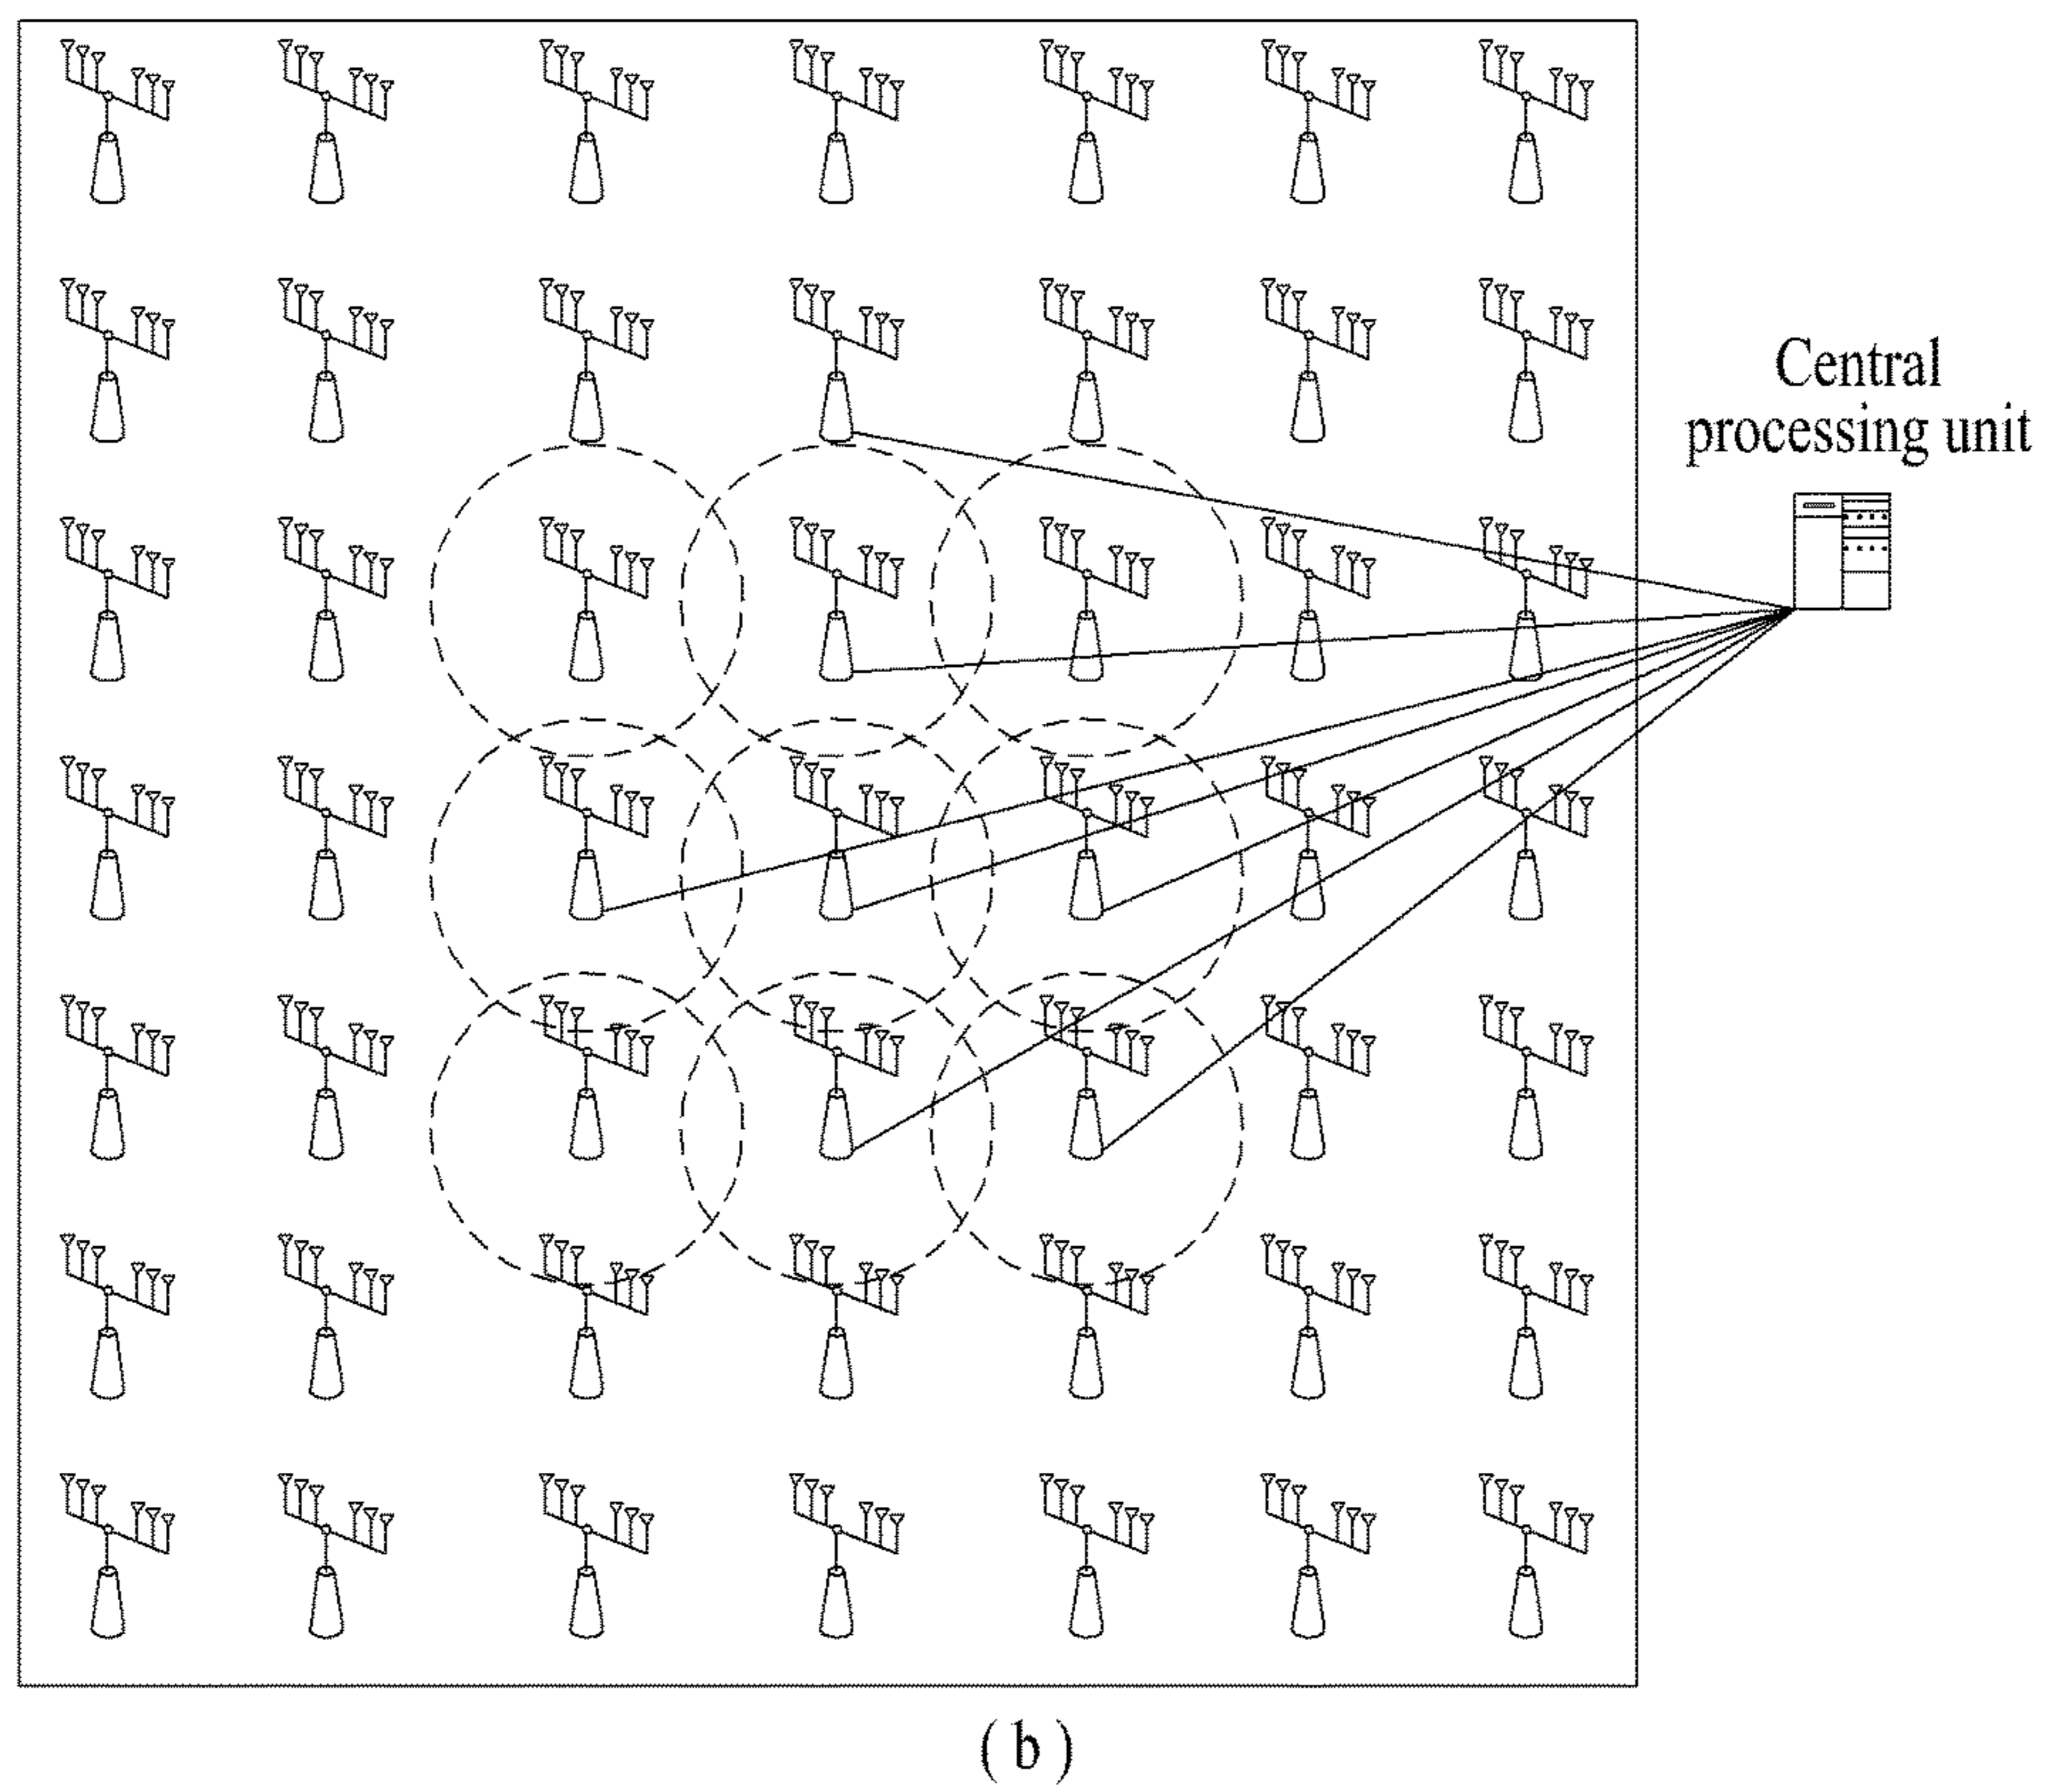 Central
processing unit
( b )